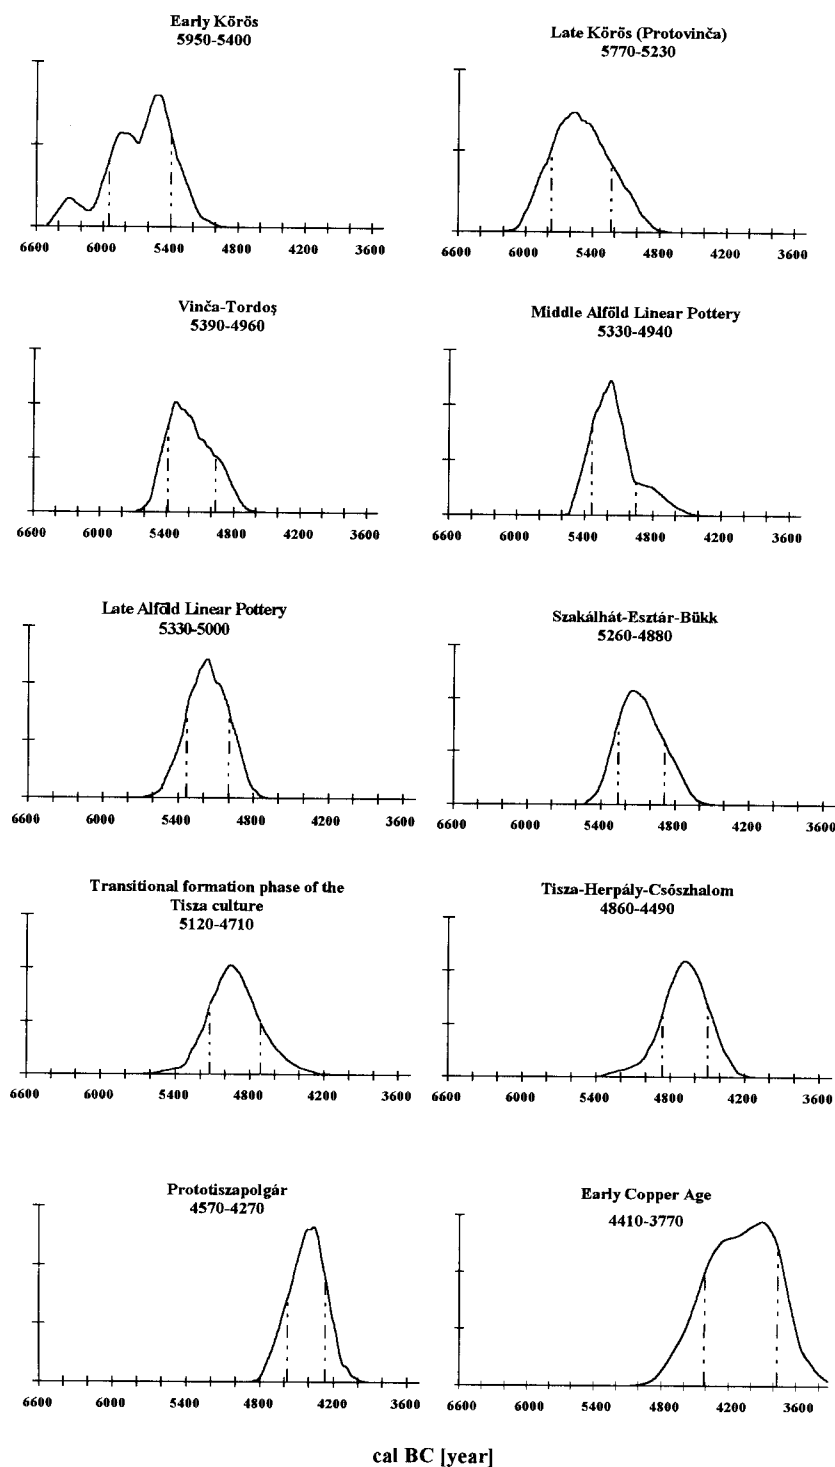 Early Körös
5950-5400
6600 6000 5400 4800 4200 3600
Late Körös (Protovinča)
5770-5230
6600 6000 5400 4800 4200 3600
Vinča-Tordoş
5390-4960
6600 6000 5400 4800 4200 3600
Middle Alföld Linear Pottery
5330-4940
6600 6000 5400 4800 4200 3600
Late Alföld Linear Pottery
5330-5000
6600 6000 5400 4800 4200 3600
Szakálhát-Esztár-Bükk
5260-4880
6600 6000 5400 4800 4200 3600
Transitional formation phase of the
Tisza culture
5120-4710
6600 6000 5400 4800 4200 3600
Tisza-Herpály-Csőszhalom
4860-4490
6600 6000 5400 4800 4200 3600
Prototiszapolgár
4570-4270
6600 6000 5400 4800 4200 3600
Early Copper Age
4410-3770
6600 6000 5400 4800 4200 3600
cal BC [year]